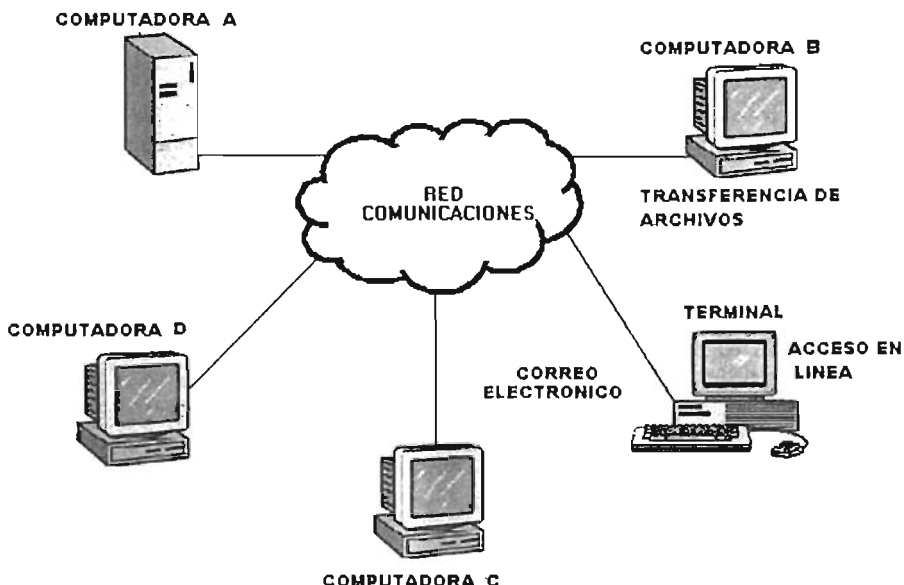 COMPUTADORA A
COMPUTADORA B
RED
COMUNICACIONES
TRANSFERENCIA DE
ARCHIVOS
COMPUTADORA D
TERMINAL
ACCESO EN
LINEA
CORREO
ELECTRONICO
COMPUTADORA C